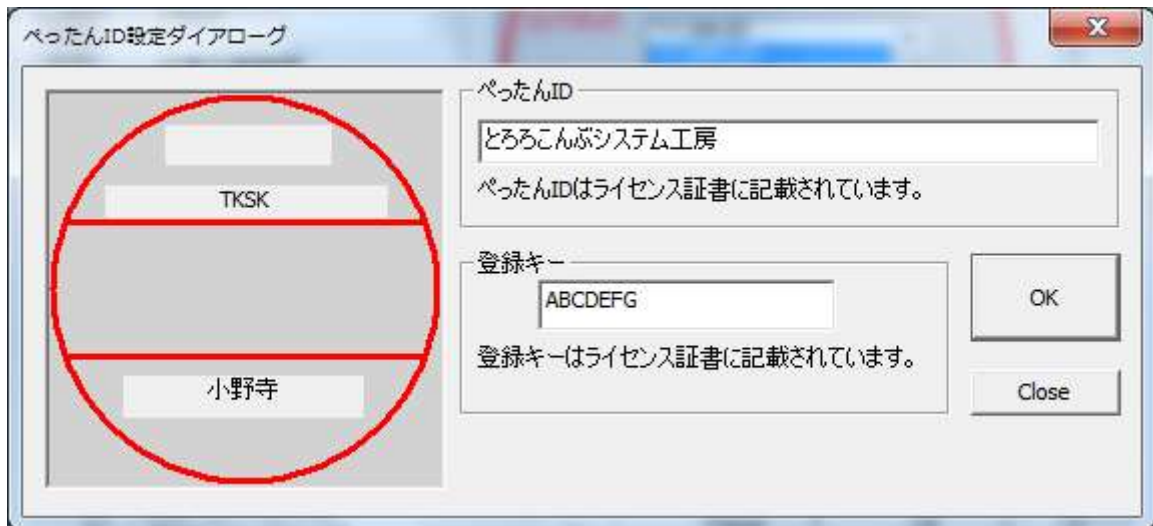 ぺったんID設定ダイアローグ
TKSK
小野寺
ぺったんID
とろろこんぶシステム工房
ぺったんIDはライセンス証書に記載されています。
登録キー
ABCDEFG
登録キーはライセンス証書に記載されています。
OK
Close